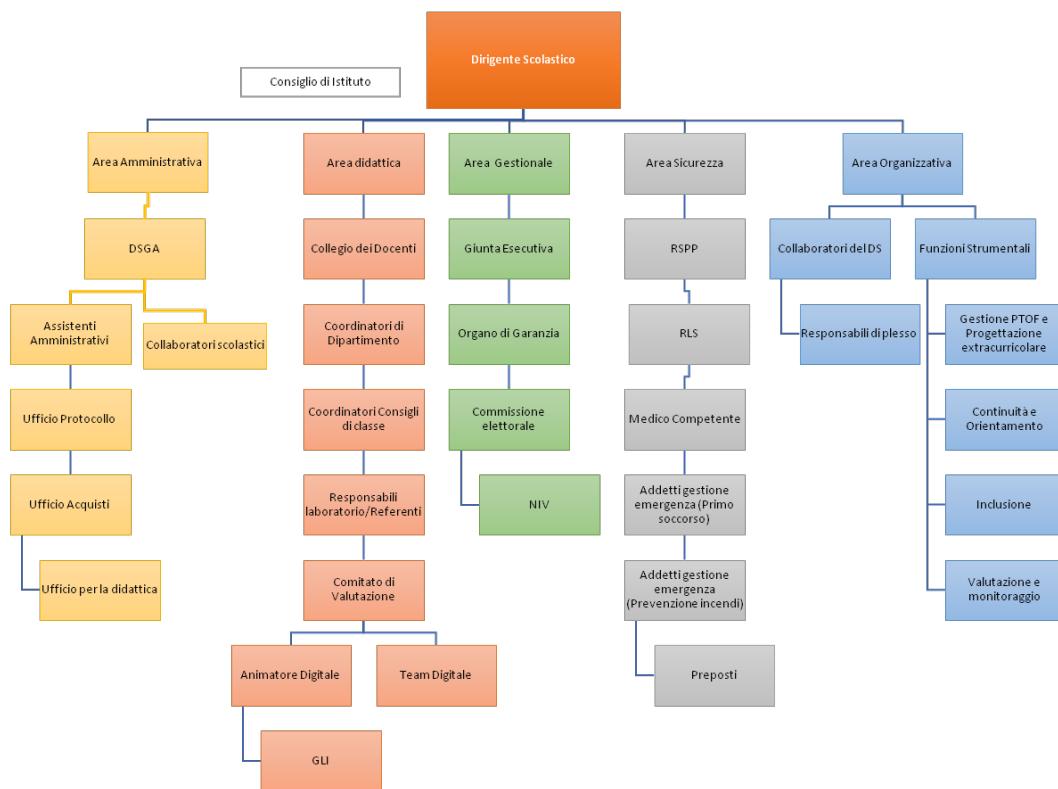 Dirigente Scolastico
Consiglio di Istituto
Area Amministrativa
Area didattica
Area Gestionale
Area Sicurezza
Area Organizzativa
DSGA
Collegio dei Docenti
Giunta Esecutiva
RSPP
Collaboratori del DS
Funzioni Strumentali
Assistenti
Amministrativi
Collaboratori scolastici
Coordinatori di
Dipartimento
Organo di Garanzia
RLS
Responsabili di plesso
Gestione PTOF e
Progettazione
extracurricolare
Ufficio Protocollo
Coordinatori Consigli
di classe
Commissione
elettorale
Medico Competente
Continuità e
Orientamento
Ufficio Acquisti
Responsabili
laboratorio/Referenti
NIV
Addetti gestione
emergenza (Primo
soccorso)
Inclusione
Ufficio per la didattica
Comitato di
Valutazione
Addetti gestione
emergenza
(Prevenzione incendi)
Valutazione e
monitoraggio
Animatore Digitale
Team Digitale
Preposti
GLI